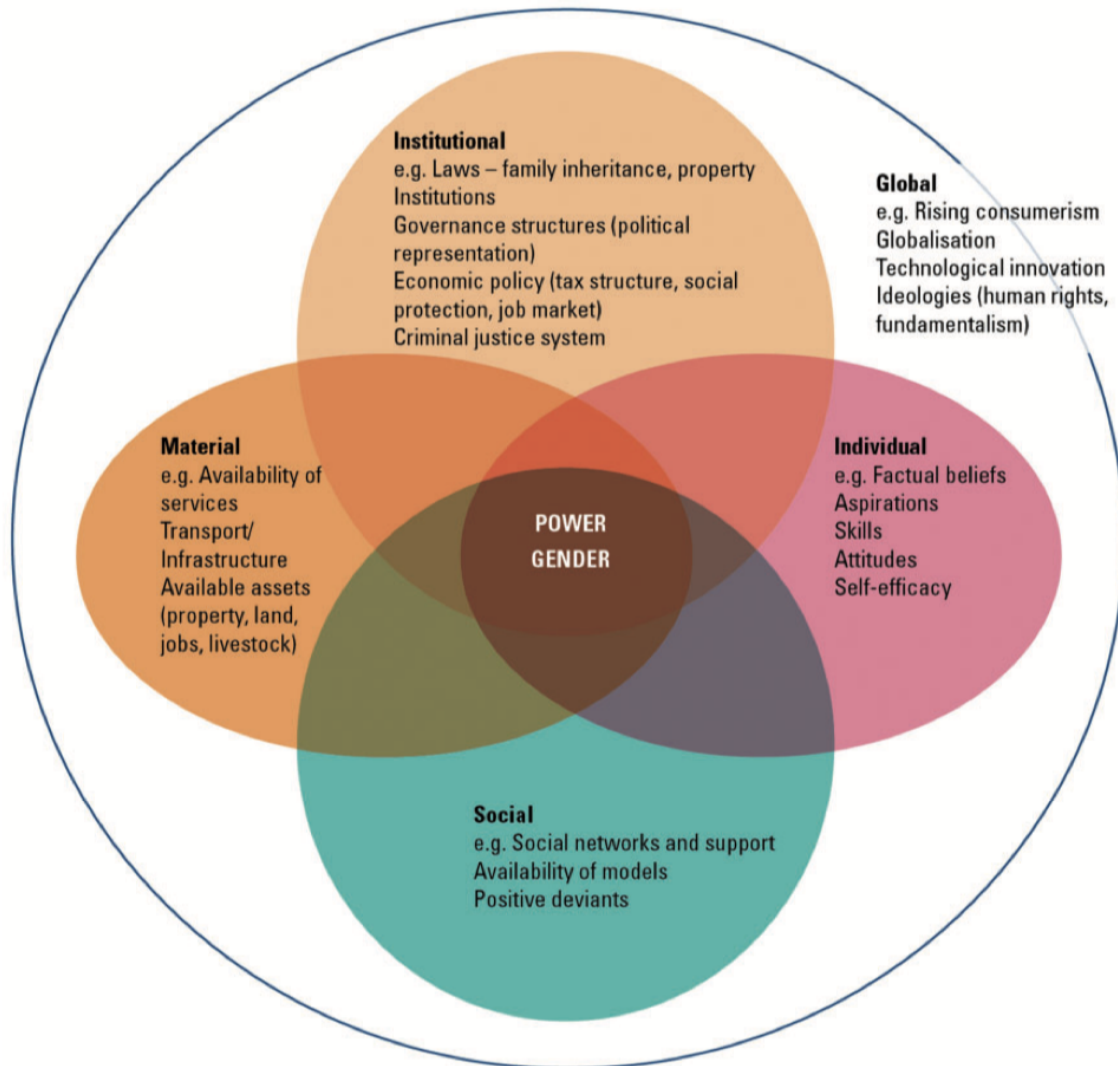 Institutional
e.g. Laws – family inheritance, property
Institutions
Governance structures (political
representation)
Economic policy (tax structure, social
protection, job market)
Criminal justice system
Global
e.g. Rising consumerism
Globalisation
Technological innovation
Ideologies (human rights,
fundamentalism)
Material
e.g. Availability of
services
Transport/
Infrastructure
Available assets
(property, land,
jobs, livestock)
POWER
GENDER
Individual
e.g. Factual beliefs
Aspirations
Skills
Attitudes
Self-efficacy
Social
e.g. Social networks and support
Availability of models
Positive deviants